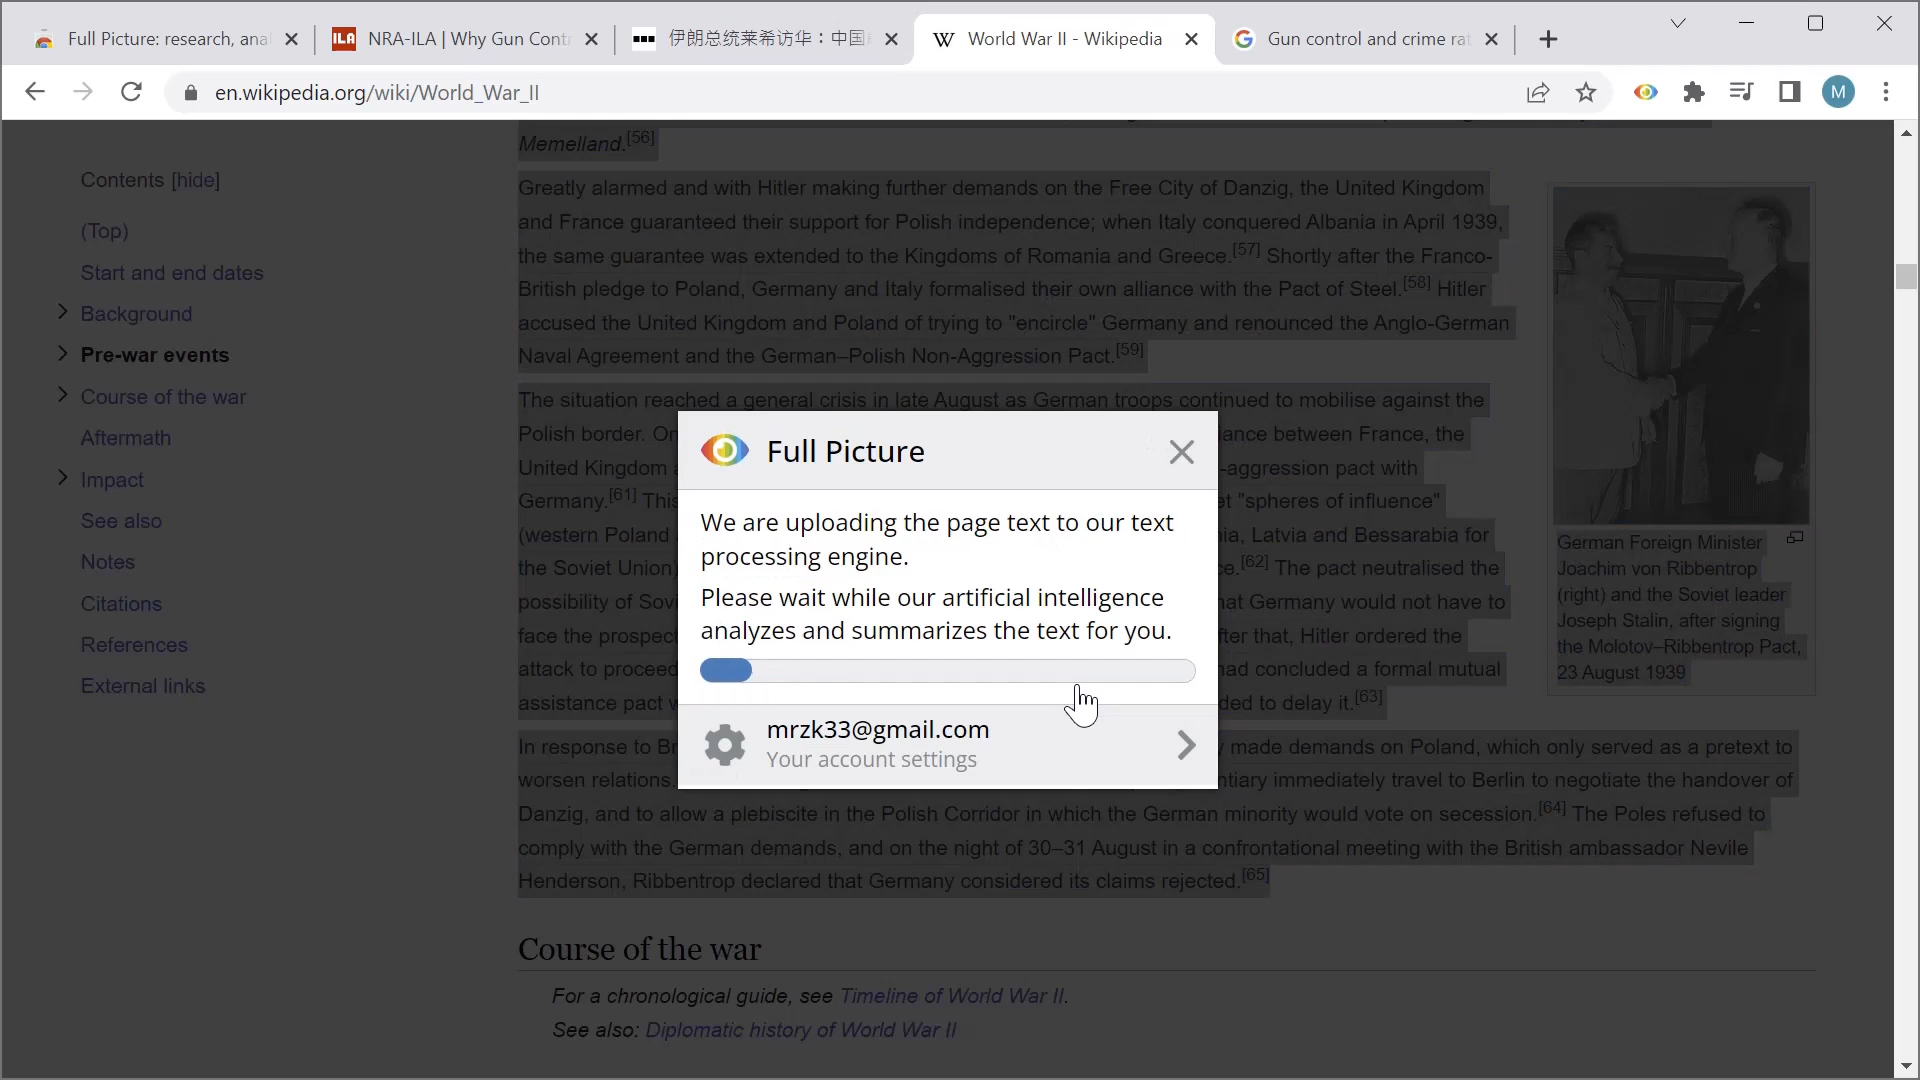 Full Picture: research, ana
NRA-ILA | Why Gun Contr
伊朗总统莱希访华：中国
World War II - Wikipedia
Gun control and crime rat
en.wikipedia.org/wiki/World_War_II
M
Contents [hide]
(Top)
Start and end dates
Background
Pre-war events
Course of the war
Aftermath
Impact
See also
Notes
Citations
References
External links
Memelland.[56]
Greatly alarmed and with Hitler making further demands on the Free City of Danzig, the United Kingdom
and France guaranteed their support for Polish independence; when Italy conquered Albania in April 1939,
the same guarantee was extended to the Kingdoms of Romania and Greece.[57] Shortly after the Franco-
British pledge to Poland, Germany and Italy formalised their own alliance with the Pact of Steel.[58] Hitler
accused the United Kingdom and Poland of trying to "encircle" Germany and renounced the Anglo-German
Naval Agreement and the German–Polish Non-Aggression Pact.[59]
The situation reached a general crisis in late August as German troops continued to mobilise against the
Polish border. On
ance between France, the
United Kingdom
-aggression pact with
Germany.[61] This
et "spheres of influence"
(western Poland
ia, Latvia and Bessarabia for
the Soviet Union,
ce.[62] The pact neutralised the
possibility of Sov
hat Germany would not have to
face the prospect
fter that, Hitler ordered the
attack to proceed
had concluded a formal mutual
assistance pact
ded to delay it.[63]
In response to Br
y made demands on Poland, which only served as a pretext to
worsen relations.
ntiary immediately travel to Berlin to negotiate the handover of
Danzig, and to allow a plebiscite in the Polish Corridor in which the German minority would vote on secession.[64] The Poles refused to
comply with the German demands, and on the night of 30–31 August in a confrontational meeting with the British ambassador Nevile
Henderson, Ribbentrop declared that Germany considered its claims rejected.[65]
German Foreign Minister
Joachim von Ribbentrop
(right) and the Soviet leader
Joseph Stalin, after signing
the Molotov–Ribbentrop Pact,
23 August 1939
Full Picture
We are uploading the page text to our text
processing engine.
Please wait while our artificial intelligence
analyzes and summarizes the text for you.
mrzk33@gmail.com
Your account settings
Course of the war
For a chronological guide, see Timeline of World War II.
See also: Diplomatic history of World War II